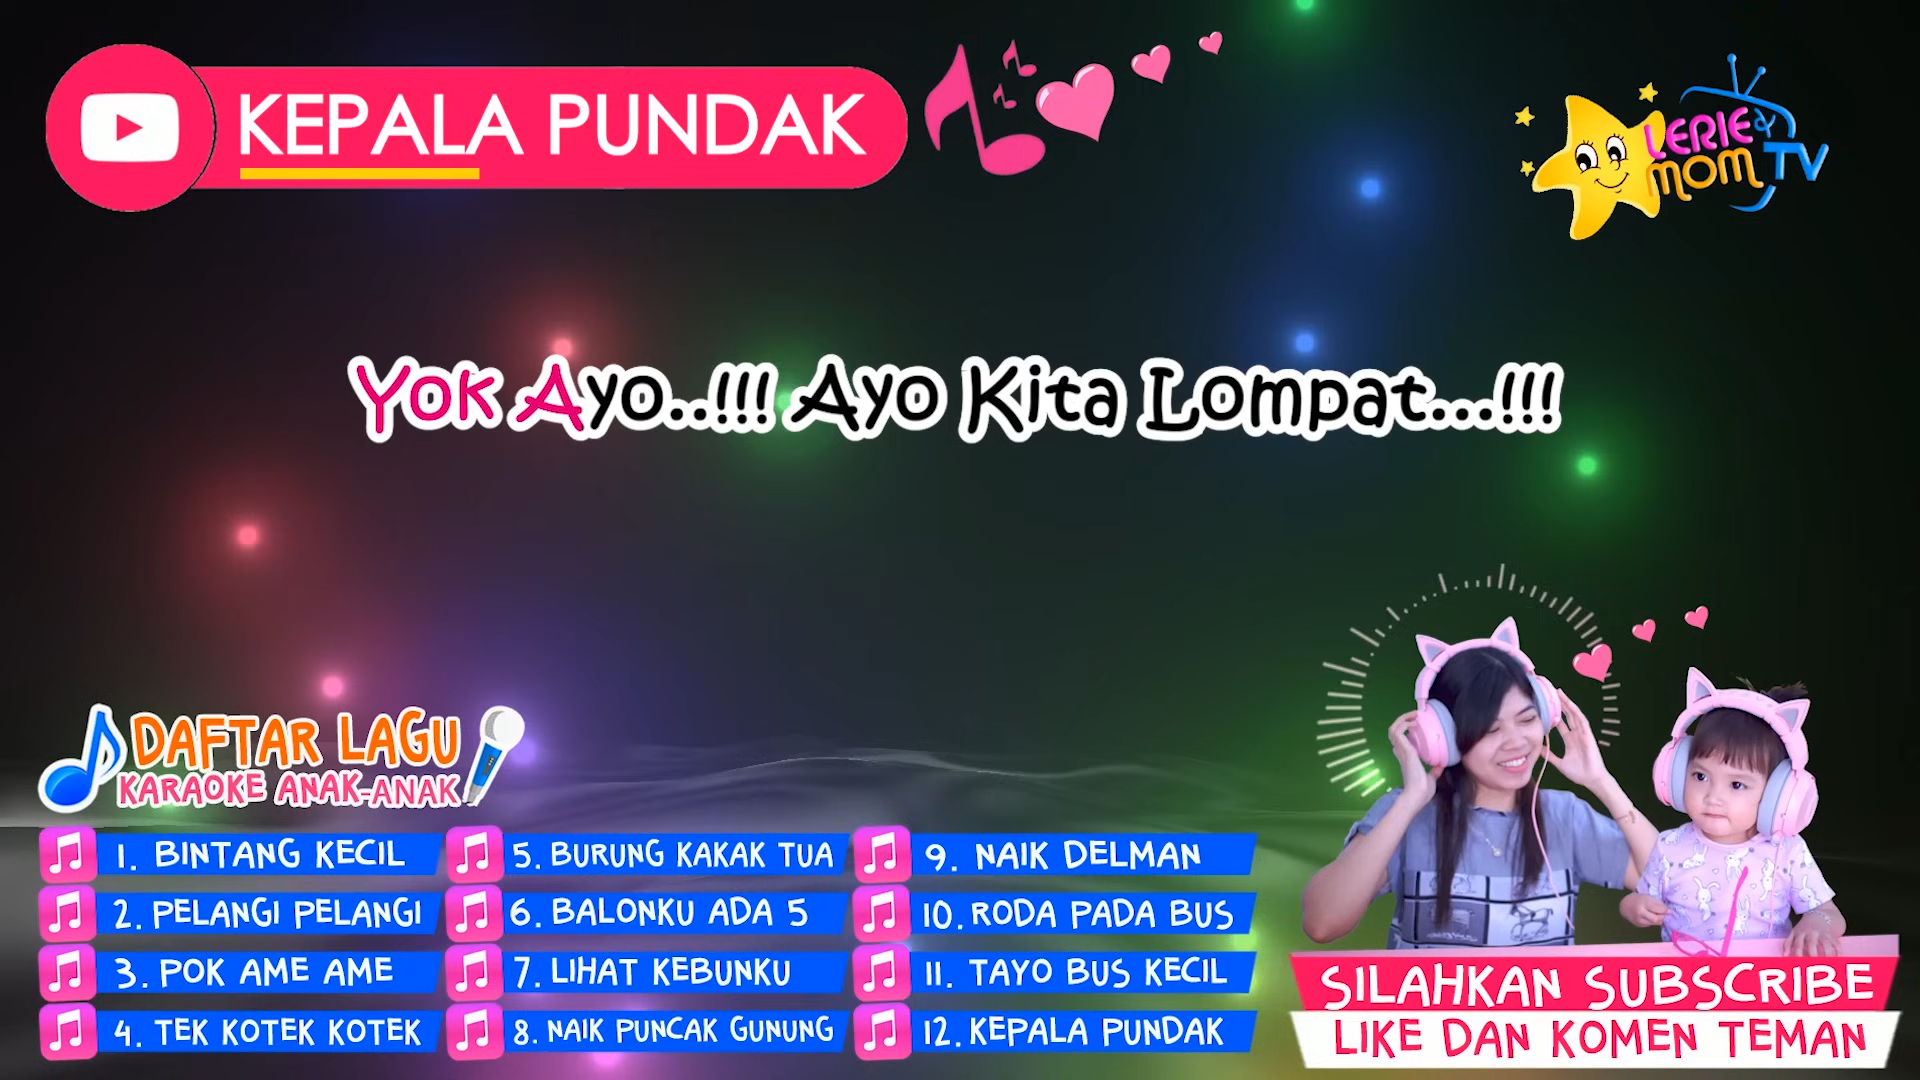 KEPALA PUNDAK
LERIE &
MOM TV
Yok Ayo..!!! Ayo Kita Lompat...!!!
DAFTAR LAGU
KARAOKE ANAK-ANAK
1. BINTANG KECIL
2. PELANGI PELANGI
3. POK AME AME
4. TEK KOTEK KOTEK
5. BURUNG KAKAK TUA
6. BALONKU ADA 5
7. LIHAT KEBUNKU
8. NAIK PUNCAK GUNUNG
9. NAIK DELMAN
10. RODA PADA BUS
11. TAYO BUS KECIL
12. KEPALA PUNDAK
SILAHKAN SUBSCRIBE
LIKE DAN KOMEN TEMAN